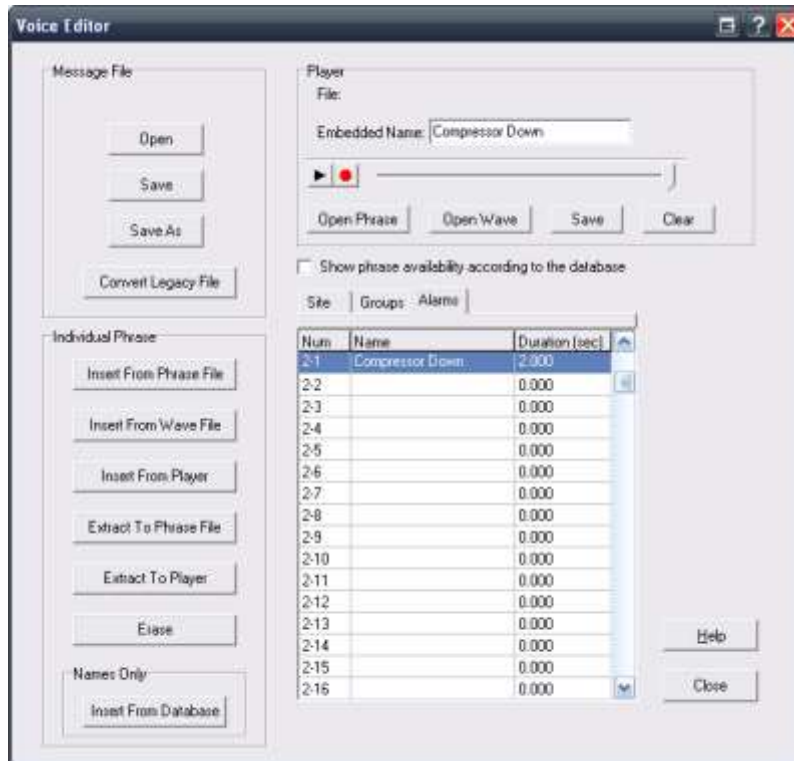 Voice Editor
Message File
Open
Save
Save As
Convert Legacy File
Individual Phrase
Insert From Phrase File
Insert From Wave File
Insert From Player
Extract To Phrase File
Extract To Player
Erase
Names Only
Insert From Database
Player
File:
Embedded Name: Compressor Down
Open Phrase Open Wave Save Clear
Show phrase availability according to the database
Site Groups Alarms
Num Name Duration (sec)
2-1 Compressor Down 2.000
2-2 0.000
2-3 0.000
2-4 0.000
2-5 0.000
2-6 0.000
2-7 0.000
2-8 0.000
2-9 0.000
2-10 0.000
2-11 0.000
2-12 0.000
2-13 0.000
2-14 0.000
2-15 0.000
2-16 0.000
Help
Close